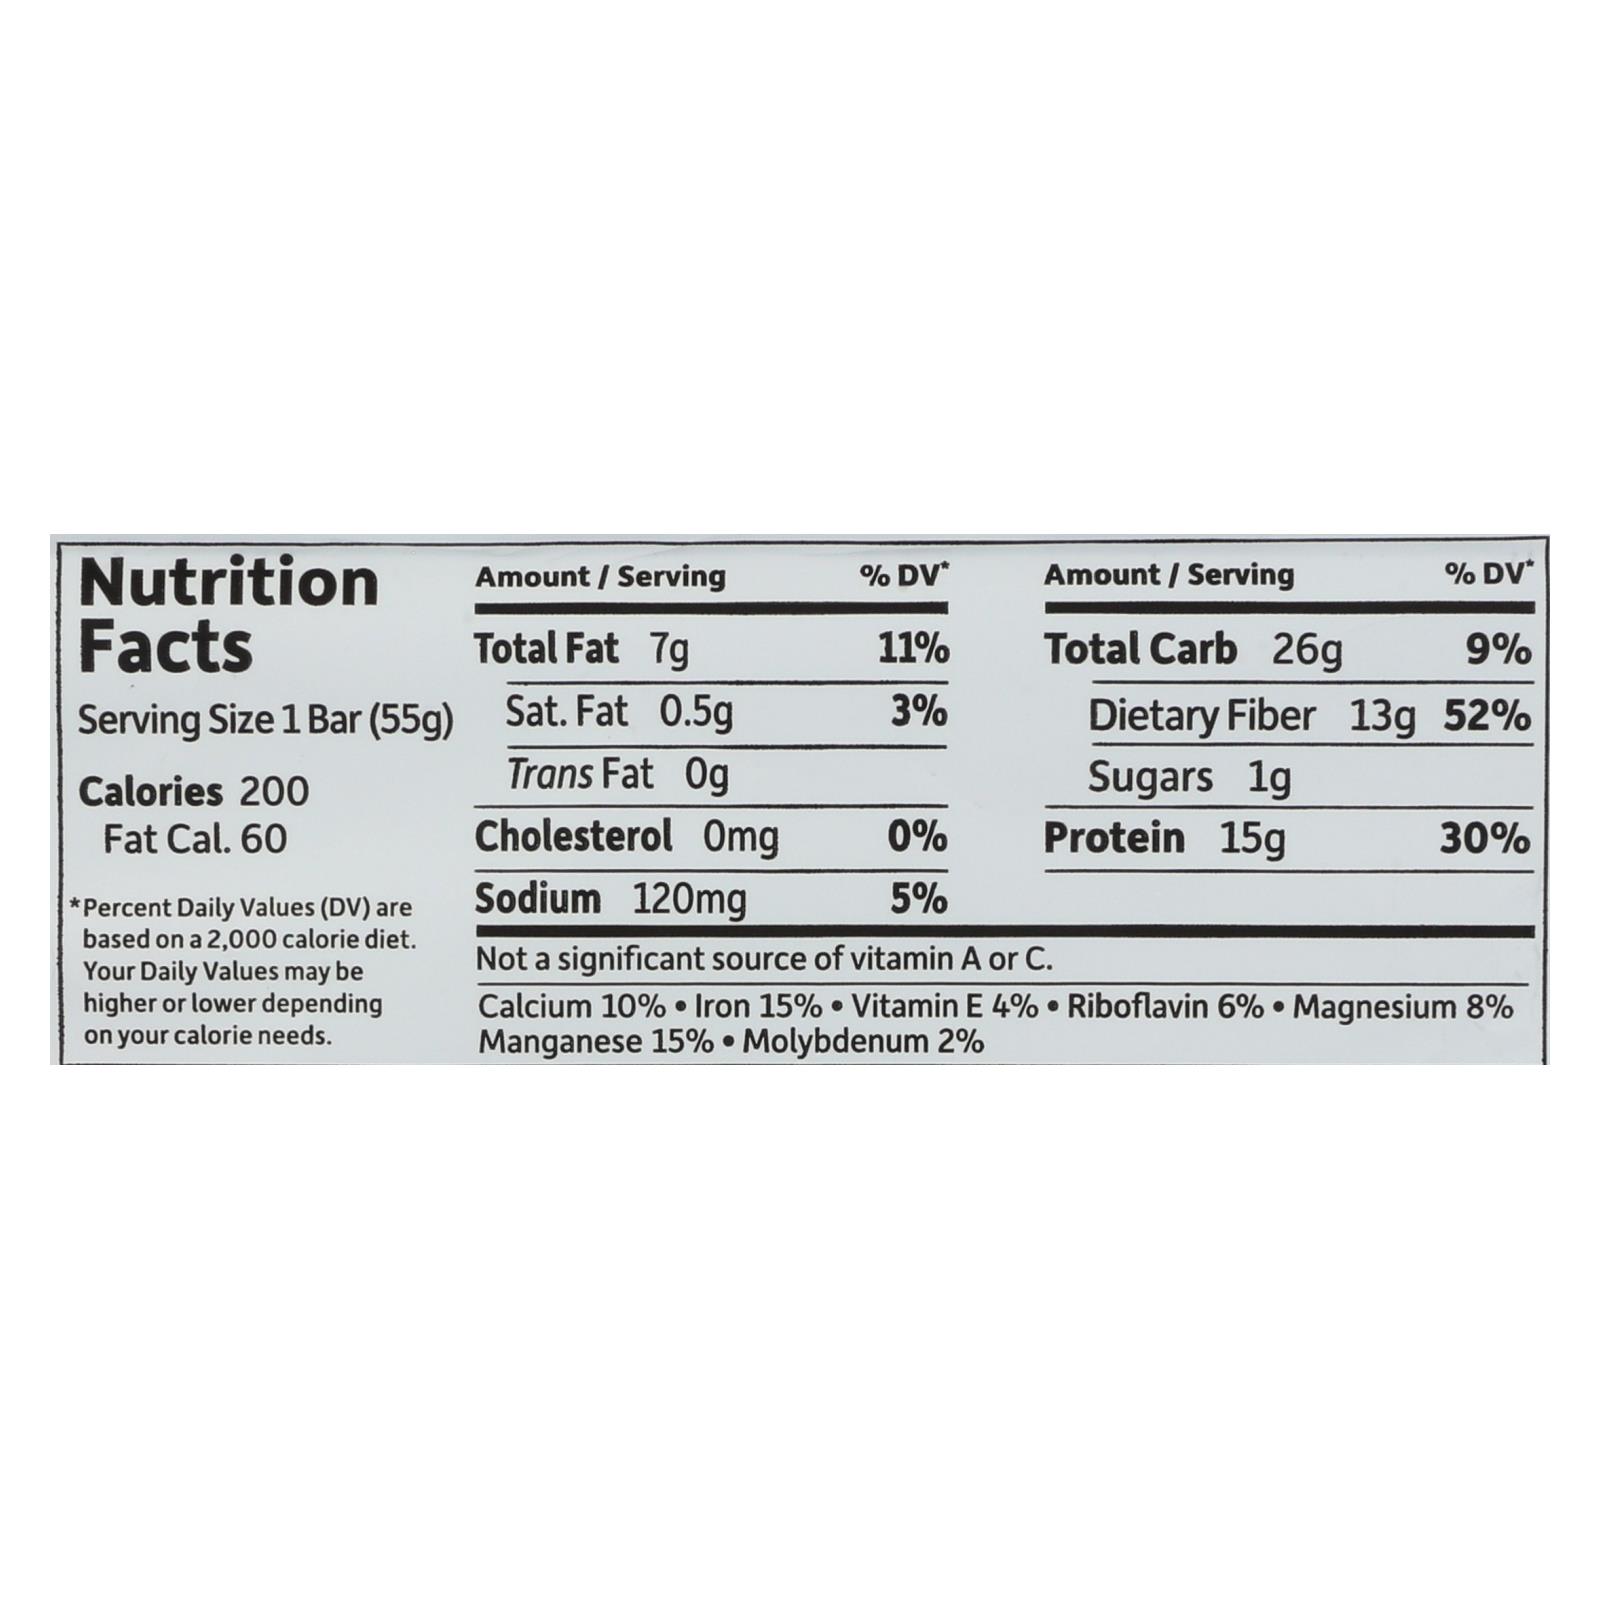 Nutrition
Facts
Serving Size 1 Bar (55g)
Calories 200
Fat Cal. 60
*Percent Daily Values (DV) are
based on a 2,000 calorie diet.
Your Daily Values may be
higher or lower depending
on your calorie needs.
Amount / Serving % DV*
Total Fat 7g 11%
Sat. Fat 0.5g 3%
Trans Fat 0g
Cholesterol 0mg 0%
Sodium 120mg 5%
Amount / Serving % DV*
Total Carb 26g 9%
Dietary Fiber 13g 52%
Sugars 1g
Protein 15g 30%
Not a significant source of vitamin A or C.
Calcium 10% • Iron 15% • Vitamin E 4% • Riboflavin 6% • Magnesium 8%
Manganese 15% • Molybdenum 2%